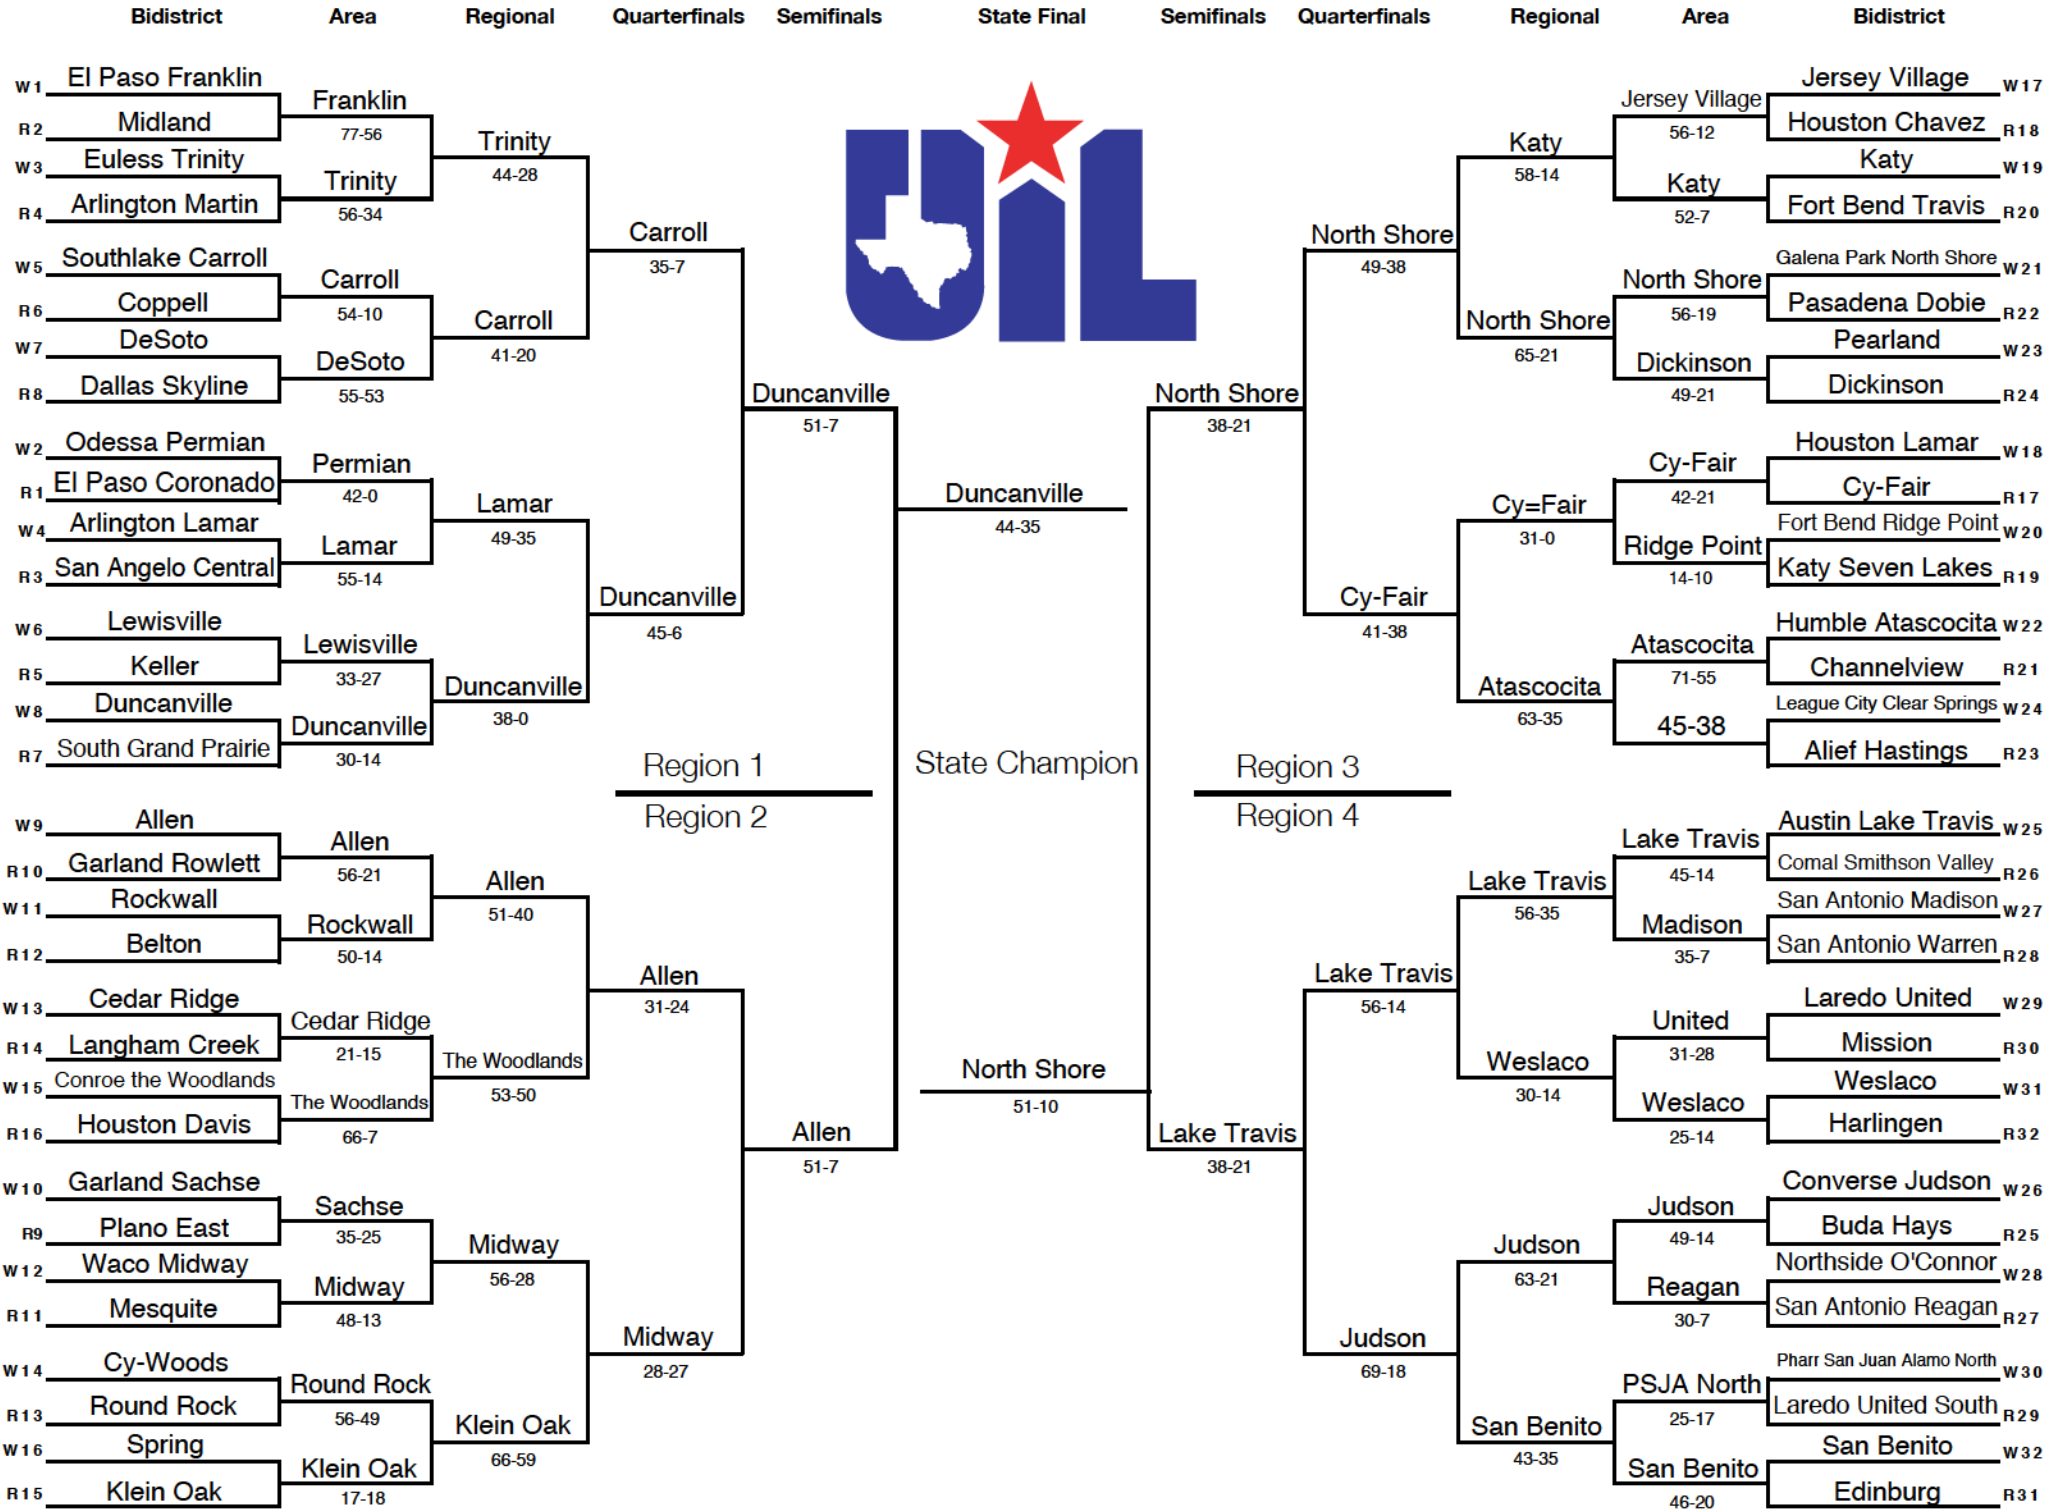 Bidistrict Area Regional Quarterfinals Semifinals State Final Semifinals Quarterfinals Regional Area Bidistrict
W1 El Paso Franklin
R2 Midland
W3 Euless Trinity
R4 Arlington Martin
W5 Southlake Carroll
R6 Coppell
W7 DeSoto
R8 Dallas Skyline
W2 Odessa Permian
R1 El Paso Coronado
W4 Arlington Lamar
R3 San Angelo Central
W6 Lewisville
R5 Keller
W8 Duncanville
R7 South Grand Prairie
W9 Allen
R10 Garland Rowlett
W11 Rockwall
R12 Belton
W13 Cedar Ridge
R14 Langham Creek
W15 Conroe the Woodlands
R16 Houston Davis
W10 Garland Sachse
R9 Plano East
W12 Waco Midway
R11 Mesquite
W14 Cy-Woods
R13 Round Rock
W16 Spring
R15 Klein Oak
Franklin
77-56
Trinity
56-34
Carroll
54-10
DeSoto
55-53
Permian
42-0
Lamar
55-14
Lewisville
33-27
Duncanville
30-14
Allen
56-21
Rockwall
50-14
Cedar Ridge
21-15
The Woodlands
66-7
Sachse
35-25
Midway
48-13
Round Rock
56-49
Klein Oak
17-18
Trinity
44-28
Carroll
41-20
Lamar
49-35
Duncanville
38-0
Allen
51-40
The Woodlands
53-50
Midway
56-28
Klein Oak
66-59
Carroll
35-7
Duncanville
45-6
Region 1
Region 2
Allen
31-24
Midway
28-27
Duncanville
51-7
Allen
51-7
UIL
Duncanville
44-35
State Champion
North Shore
51-10
North Shore
38-21
Lake Travis
38-21
North Shore
49-38
Cy-Fair
41-38
Region 3
Region 4
Lake Travis
56-14
Judson
69-18
Katy
58-14
North Shore
65-21
Cy=Fair
31-0
Atascocita
63-35
Lake Travis
56-35
Weslaco
30-14
Judson
63-21
San Benito
43-35
Jersey Village
56-12
Katy
52-7
North Shore
56-19
Dickinson
49-21
Cy-Fair
42-21
Ridge Point
14-10
Atascocita
71-55
45-38
Lake Travis
45-14
Madison
35-7
United
31-28
Weslaco
25-14
Judson
49-14
Reagan
30-7
PSJA North
25-17
San Benito
46-20
Jersey Village W17
Houston Chavez R18
Katy W19
Fort Bend Travis R20
Galena Park North Shore W21
Pasadena Dobie R22
Pearland W23
Dickinson R24
Houston Lamar W18
Cy-Fair R17
Fort Bend Ridge Point W20
Katy Seven Lakes R19
Humble Atascocita W22
Channelview R21
League City Clear Springs W24
Alief Hastings R23
Austin Lake Travis W25
Comal Smithson Valley R26
San Antonio Madison W27
San Antonio Warren R28
Laredo United W29
Mission R30
Weslaco W31
Harlingen R32
Converse Judson W26
Buda Hays R25
Northside O'Connor W28
San Antonio Reagan R27
Pharr San Juan Alamo North W30
Laredo United South R29
San Benito W32
Edinburg R31